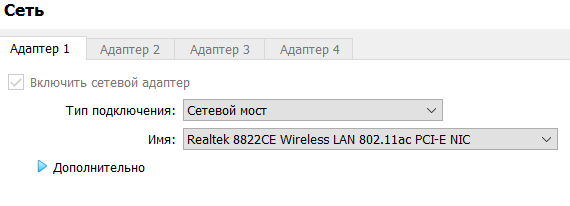 Сеть
Адаптер 1 Адаптер 2 Адаптер 3 Адаптер 4
Включить сетевой адаптер
Тип подключения: Сетевой мост
Имя: Realtek 8822CE Wireless LAN 802.11ac PCI-E NIC
Дополнительно